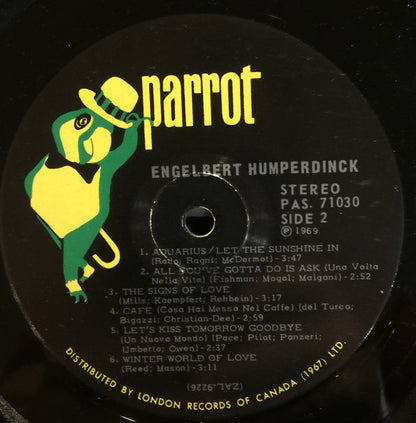 parrot
ENGELBERT HUMPERDINCK
STEREO
PAS. 71030
SIDE 2
Ⓟ 1969
1. AQUARIUS/LET THE SUNSHINE IN
(Rado; Ragni; McDermot)-3:47
2. ALL YOU'VE GOTTA DO IS ASK (Una Volta
Nella Vita) (Fishman; Mogol; Malgoni)-2:52
3. THE SIGNS OF LOVE
(Mills; Kaempfert; Rehbein)-3:17
4. CAFE (Cosa Hai Messo Nel Caffe) (del Turco;
Bigazzi; Christian-Dee)-2:59
5. LET'S KISS TOMORROW GOODBYE
(Un Nuovo Mondo) (Pace; Pilat; Panzeri;
Umberto; Owen)-2:37
6. WINTER WORLD OF LOVE
(Reed; Mason)-3:11
(ZAL.9226)
DISTRIBUTED BY LONDON RECORDS OF CANADA (1967) LTD.